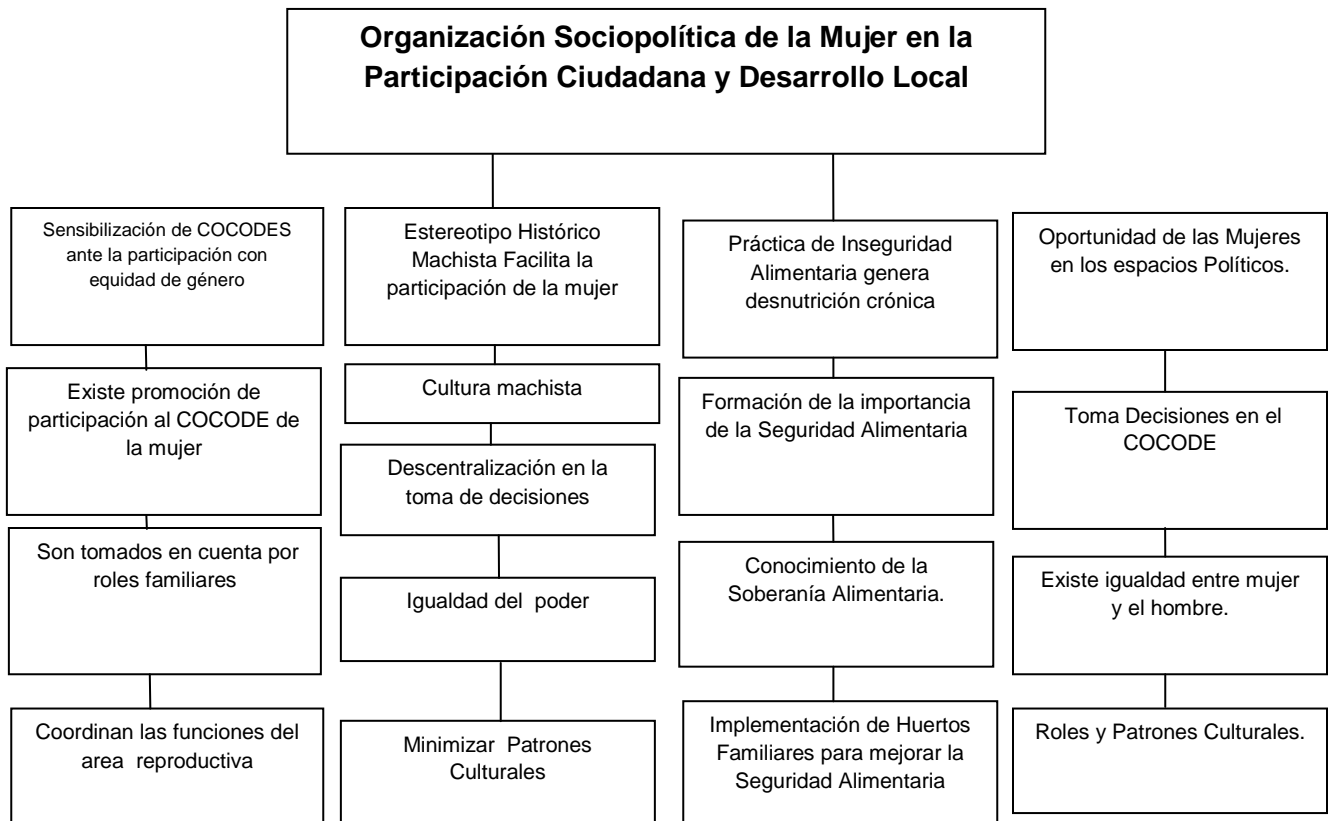 Organización Sociopolítica de la Mujer en la
Participación Ciudadana y Desarrollo Local
Sensibilización de COCODES
ante la participación con
equidad de género
Existe promoción de
participación al COCODE de
la mujer
Son tomados en cuenta por
roles familiares
Coordinan las funciones del
area reproductiva
Estereotipo Histórico
Machista Facilita la
participación de la mujer
Cultura machista
Descentralización en la
toma de decisiones
Igualdad del poder
Minimizar Patrones
Culturales
Práctica de Inseguridad
Alimentaria genera
desnutrición crónica
Formación de la importancia
de la Seguridad Alimentaria
Conocimiento de la
Soberanía Alimentaria.
Implementación de Huertos
Familiares para mejorar la
Seguridad Alimentaria
Oportunidad de las Mujeres
en los espacios Políticos.
Toma Decisiones en el
COCODE
Existe igualdad entre mujer
y el hombre.
Roles y Patrones Culturales.